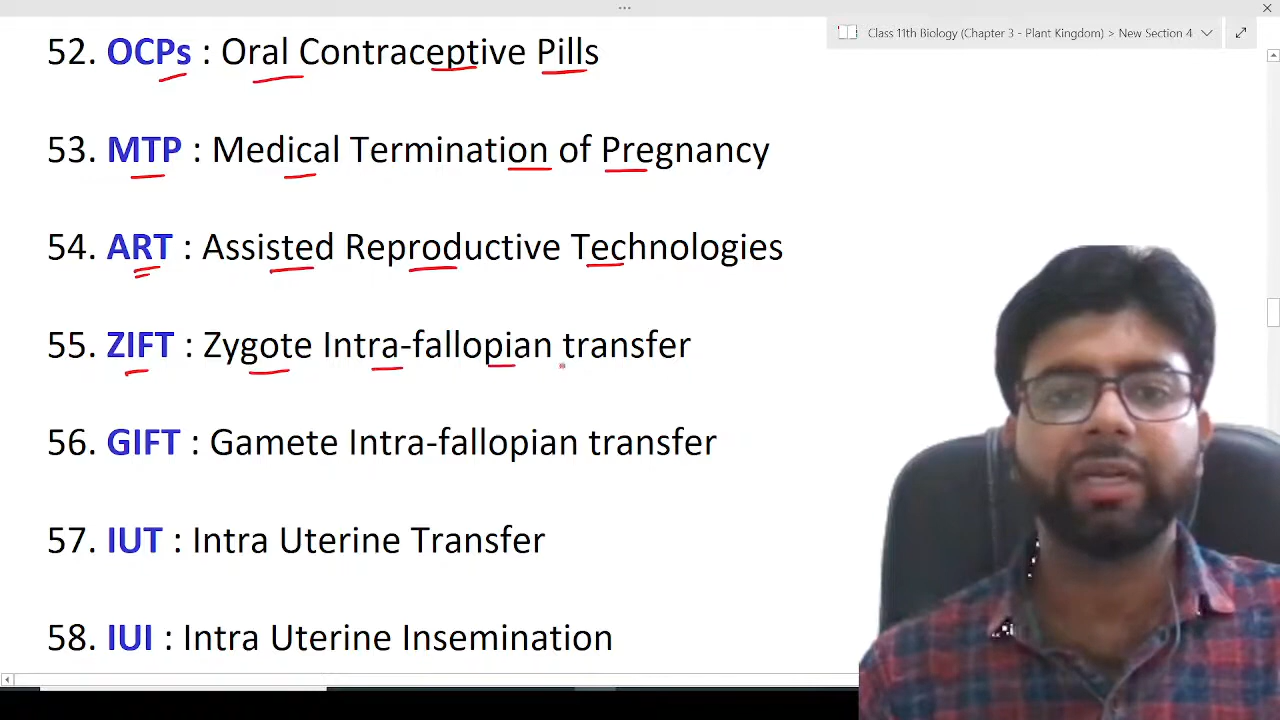 Class 11th Biology (Chapter 3 - Plant Kingdom) > New Section 4
52. OCPs : Oral Contraceptive Pills
53. MTP : Medical Termination of Pregnancy
54. ART : Assisted Reproductive Technologies
55. ZIFT : Zygote Intra-fallopian transfer
56. GIFT : Gamete Intra-fallopian transfer
57. IUT : Intra Uterine Transfer
58. IUI : Intra Uterine Insemination